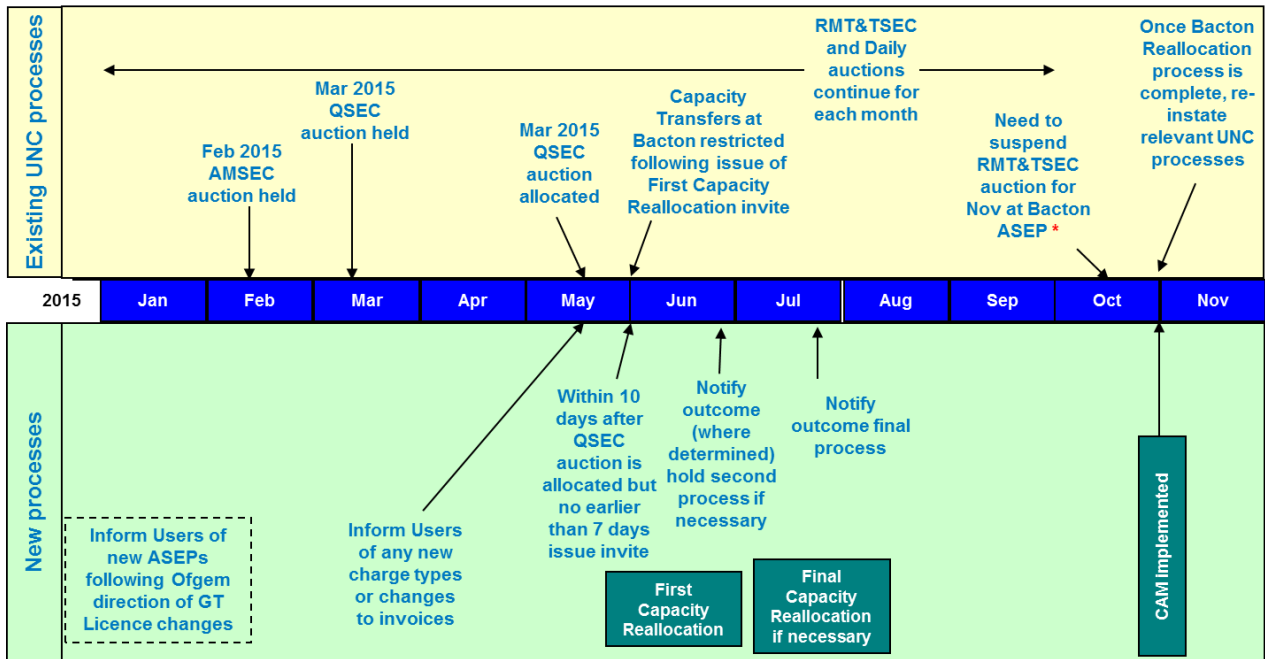 Existing UNC processes
Feb 2015
AMSEC
auction held
Mar 2015
QSEC
auction held
Mar 2015
QSEC
auction
allocated
Capacity
Transfers at
Bacton restricted
following issue of
First Capacity
Reallocation invite
RMT&TSEC
and Daily
auctions
continue for
each month
Need to
suspend
RMT&TSEC
auction for
Nov at Bacton
ASEP *
Once Bacton
Reallocation
process is
complete, re-
instate
relevant UNC
processes
2015
Jan
Feb
Mar
Apr
May
Jun
Jul
Aug
Sep
Oct
Nov
New processes
Inform Users of
new ASEPs
following Ofgem
direction of GT
Licence changes
Inform Users
of any new
charge types
or changes
to invoices
Within 10
days after
QSEC
auction is
allocated but
no earlier
than 7 days
issue invite
Notify
outcome
(where
determined)
hold second
process if
necessary
Notify
outcome final
process
First
Capacity
Reallocation
Final
Capacity
Reallocation
if necessary
CAM implemented